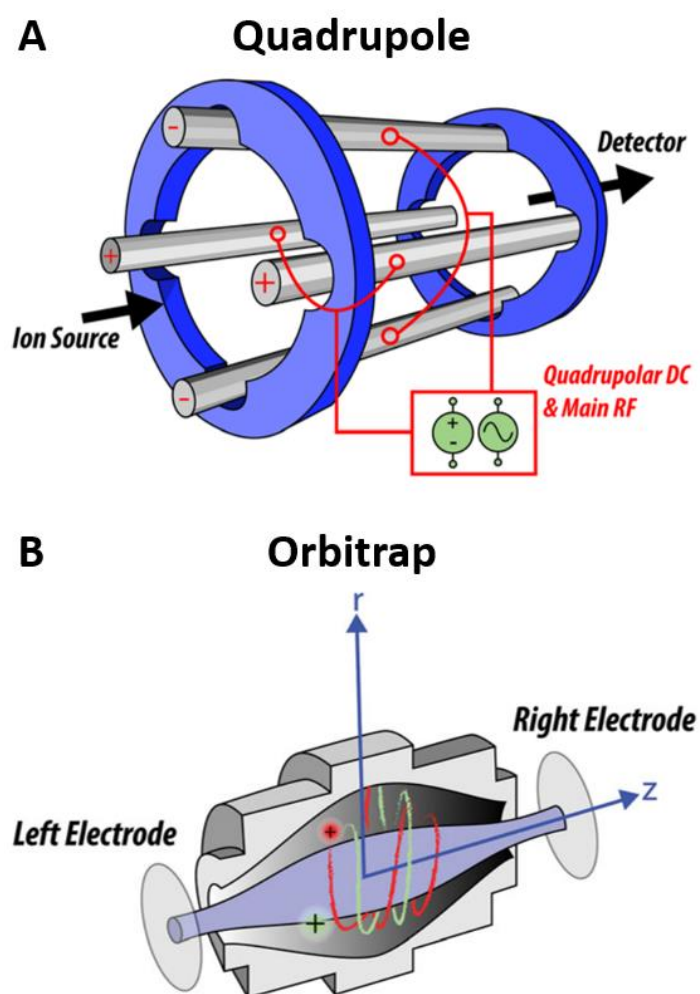 A Quadrupole
Detector
-
+
+
-
Ion Source
Quadrupolar DC
& Main RF
+
-
B Orbitrap
r
Right Electrode
z
Left Electrode
+
+